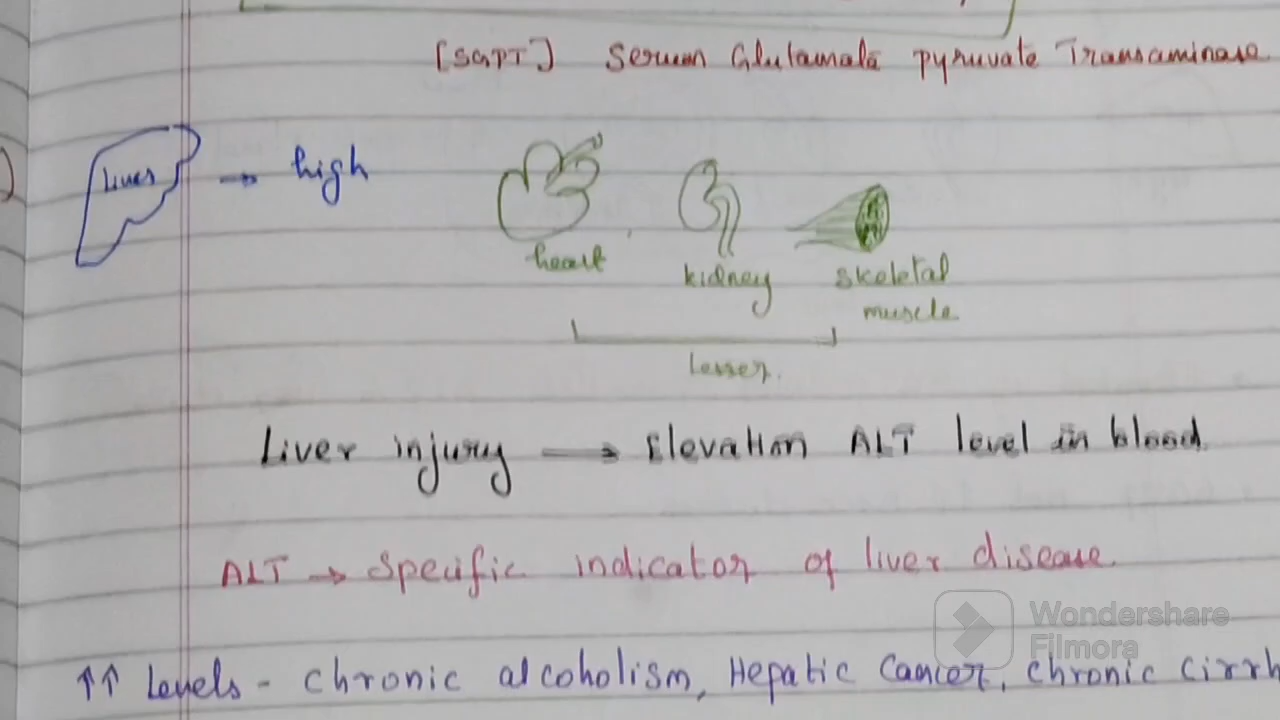 [SGPT] Serum Glutamate pyruvate Transaminase
Liver → high
heart kidney skeletal
muscle
lesser.
Liver injury → Elevation ALT level in blood.
ALT → specific indicator of liver disease.
Wondershare
Filmora
↑↑ Levels - chronic alcoholism, Hepatic Cancer, chronic cirrh